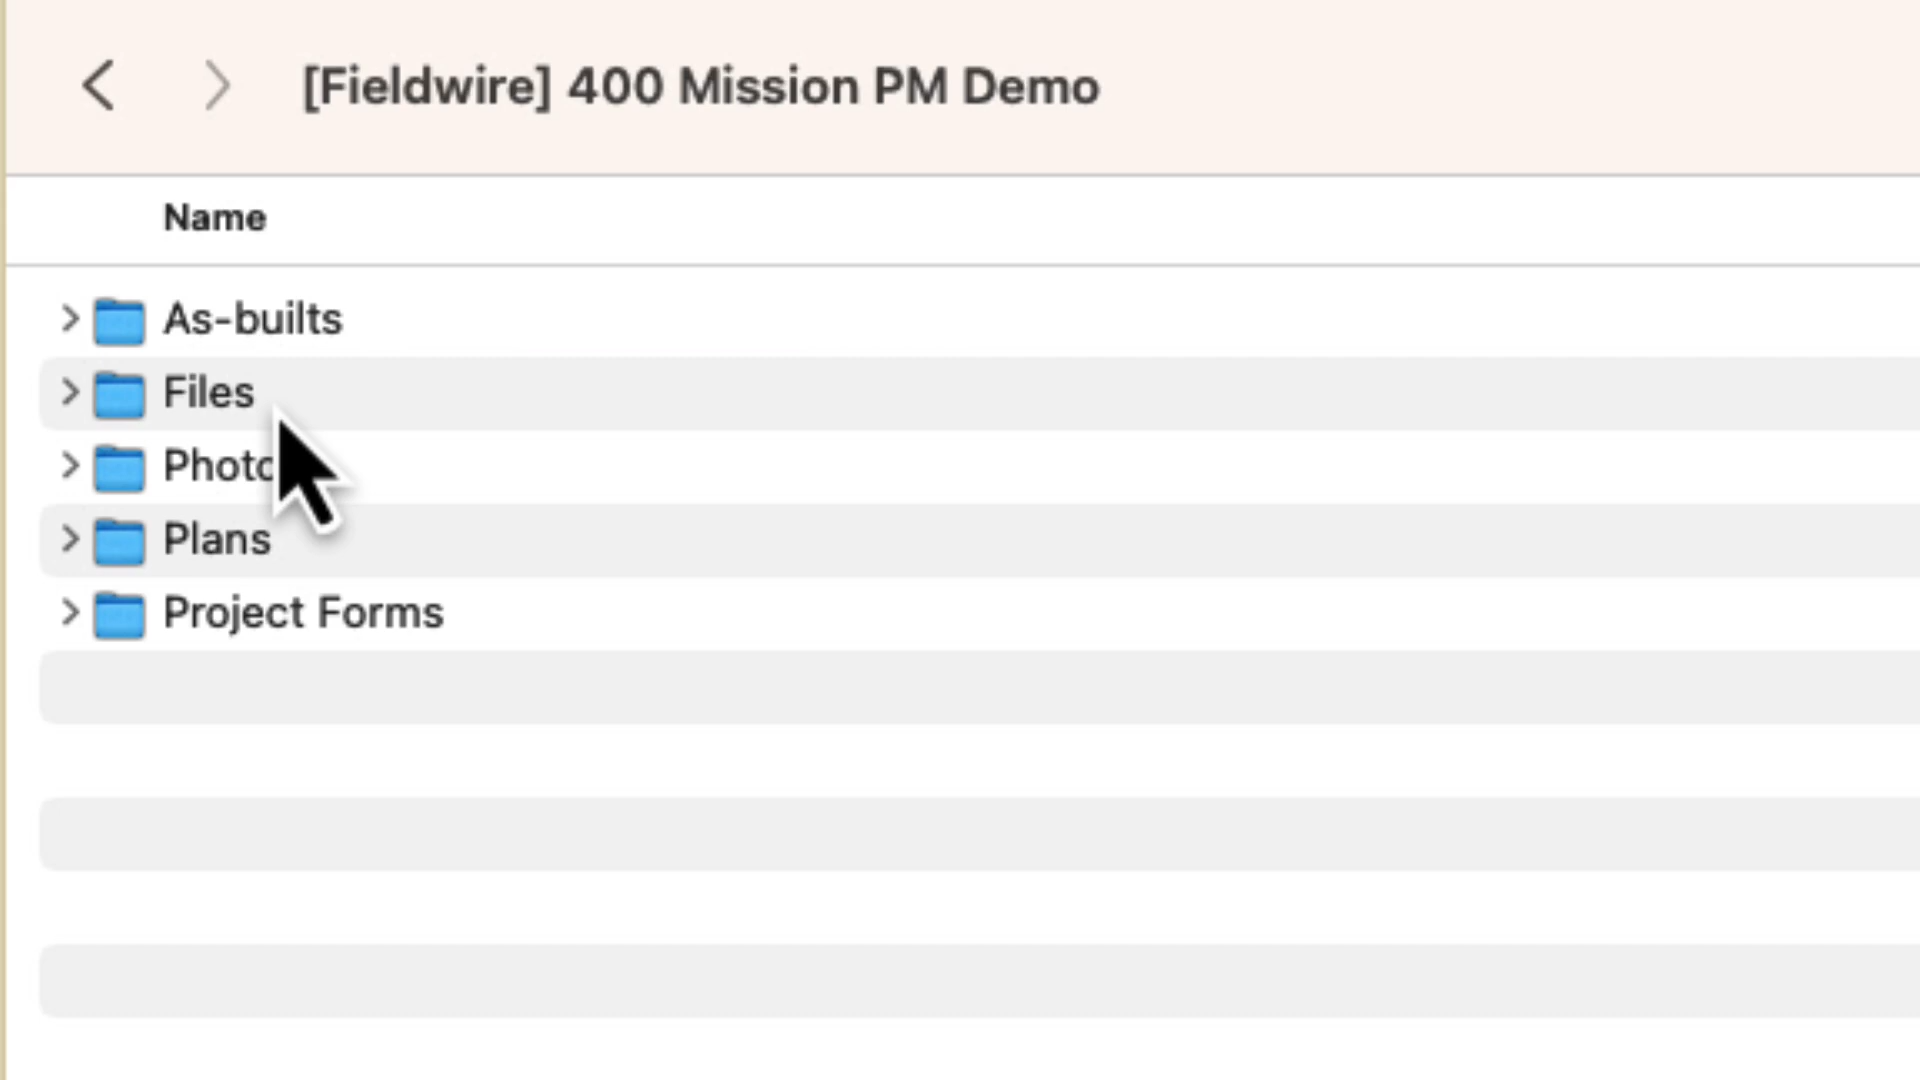 [Fieldwire] 400 Mission PM Demo
Name
As-builts
Files
Plans
Project Forms